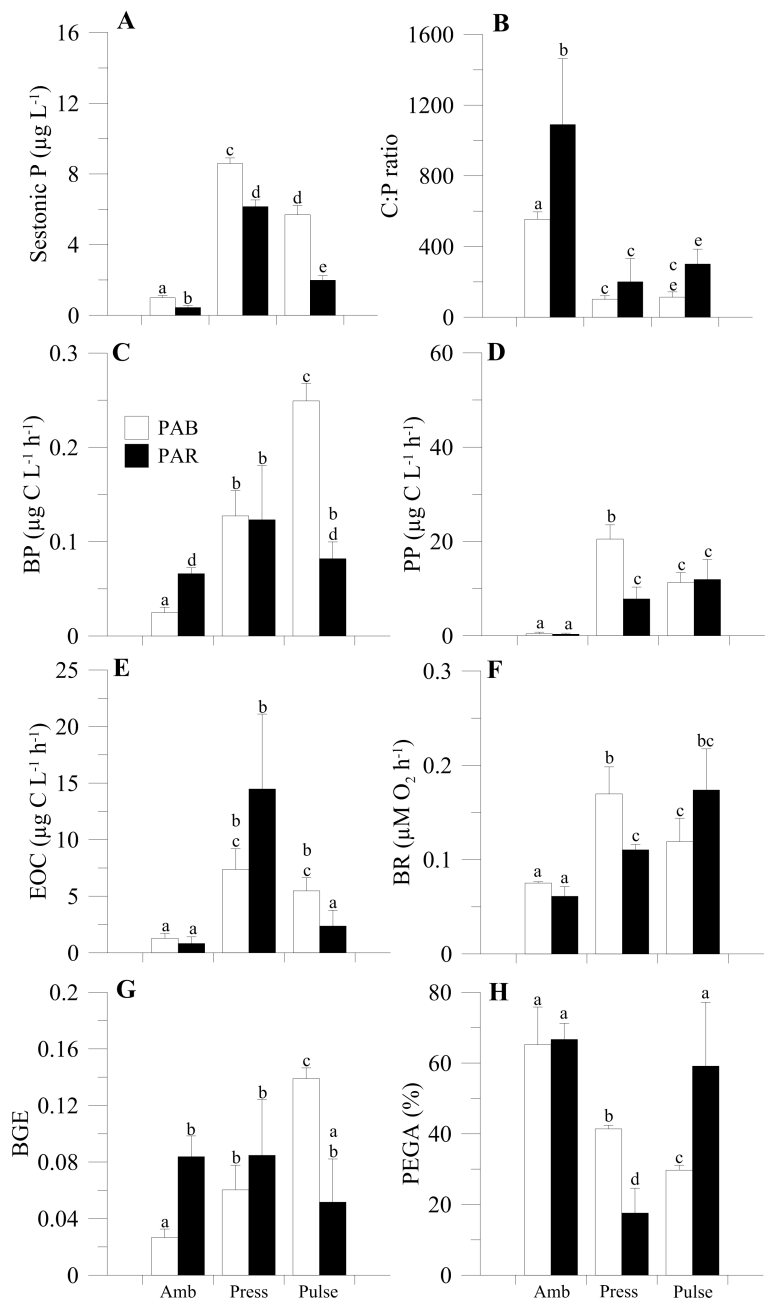 A
16
12
8
4
0
Sestonic P (µg L-1)
a
b
c
d
d
e
B
1600
1200
800
400
0
C:P ratio
a
b
c
c
c
e
e
C
0.3
0.2
0.1
0
BP (µg C L-1 h-1)
PAB
PAR
a
d
b
b
c
b
d
D
60
40
20
0
PP (µg C L-1 h-1)
a
a
b
c
c
c
E
25
20
15
10
5
0
EOC (µg C L-1 h-1)
a
a
b
c
b
b
c
a
F
0.3
0.2
0.1
0
BR (µM O2 h-1)
a
a
b
c
c
bc
G
0.2
0.16
0.12
0.08
0.04
0
BGE
a
b
b
b
c
a
b
Amb Press Pulse
H
80
60
40
20
0
PEGA (%)
a
a
b
d
c
a
Amb Press Pulse